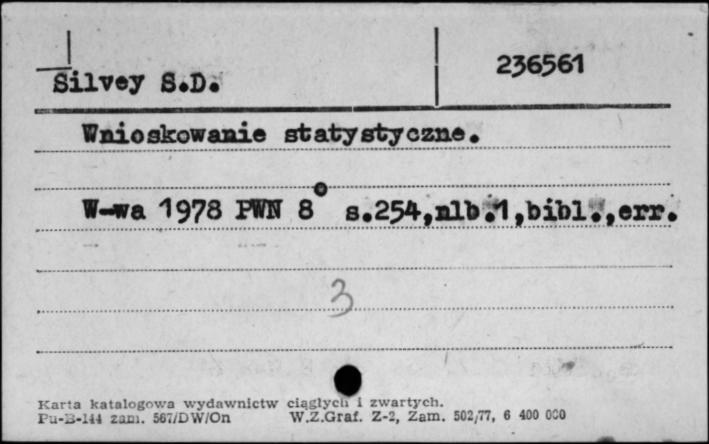 Silvey S.D. 236561
Wnioskowanie statystyczne.
W-wa 1978 PWN 8° s.254,nlb.1,bibl.,err.
3
Karta katalogowa wydawnictw ciągłych i zwartych.
Pu-B-144 zam. 567/DW/On W.Z.Graf. Z-2, Zam. 502/77, 6 400 000